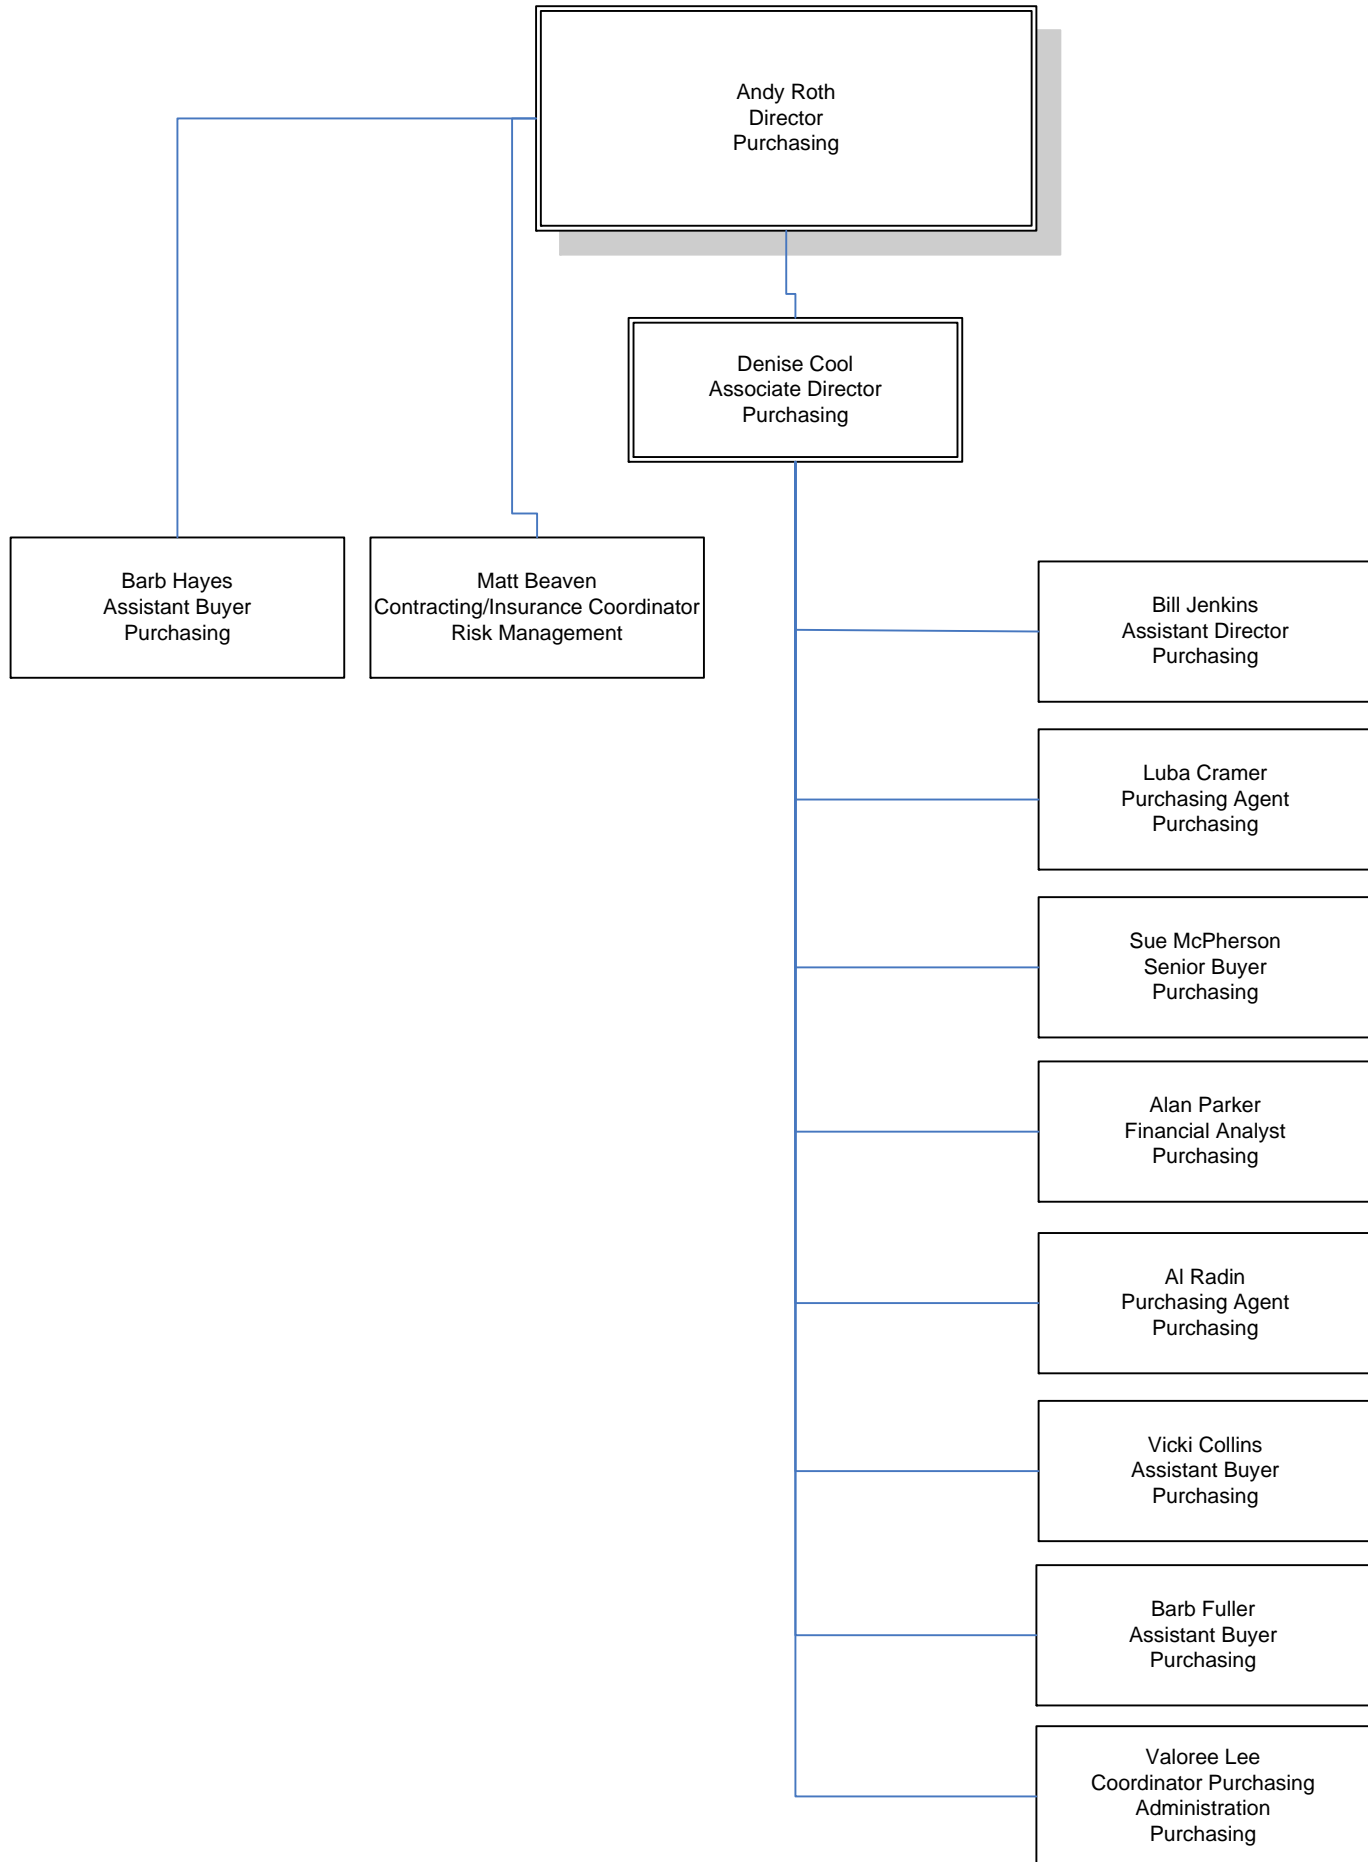 Andy Roth
Director
Purchasing
Denise Cool
Associate Director
Purchasing
Barb Hayes
Assistant Buyer
Purchasing
Matt Beaven
Contracting/Insurance Coordinator
Risk Management
Bill Jenkins
Assistant Director
Purchasing
Luba Cramer
Purchasing Agent
Purchasing
Sue McPherson
Senior Buyer
Purchasing
Alan Parker
Financial Analyst
Purchasing
Al Radin
Purchasing Agent
Purchasing
Vicki Collins
Assistant Buyer
Purchasing
Barb Fuller
Assistant Buyer
Purchasing
Valoree Lee
Coordinator Purchasing
Administration
Purchasing